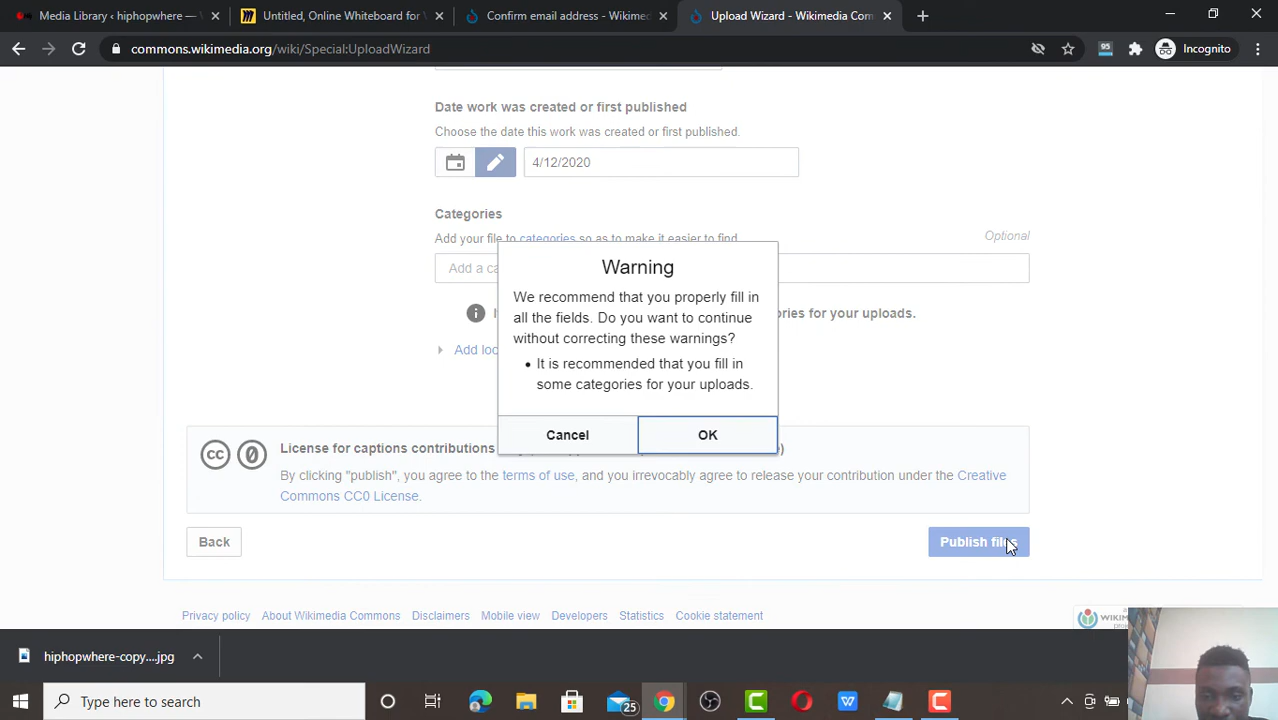 Media Library ‹ hiphopwhere —
Untitled, Online Whiteboard for
Confirm email address - Wikimed
Upload Wizard - Wikimedia Com
commons.wikimedia.org/wiki/Special:UploadWizard
95
Incognito
Date work was created or first published
Choose the date this work was created or first published.
4/12/2020
Categories
Add your file to categories so as to make it easier to find.
Optional
Add a
for your uploads.
Add
Warning
We recommend that you properly fill in
all the fields. Do you want to continue
without correcting these warnings?
• It is recommended that you fill in
some categories for your uploads.
Cancel
OK
cc 0
License for captions contributions
By clicking "publish", you agree to the terms of use, and you irrevocably agree to release your contribution under the Creative
Commons CC0 License.
Back
Publish files
Privacy policy About Wikimedia Commons Disclaimers Mobile view Developers Statistics Cookie statement
hiphopwhere-copy....jpg
Type here to search
25